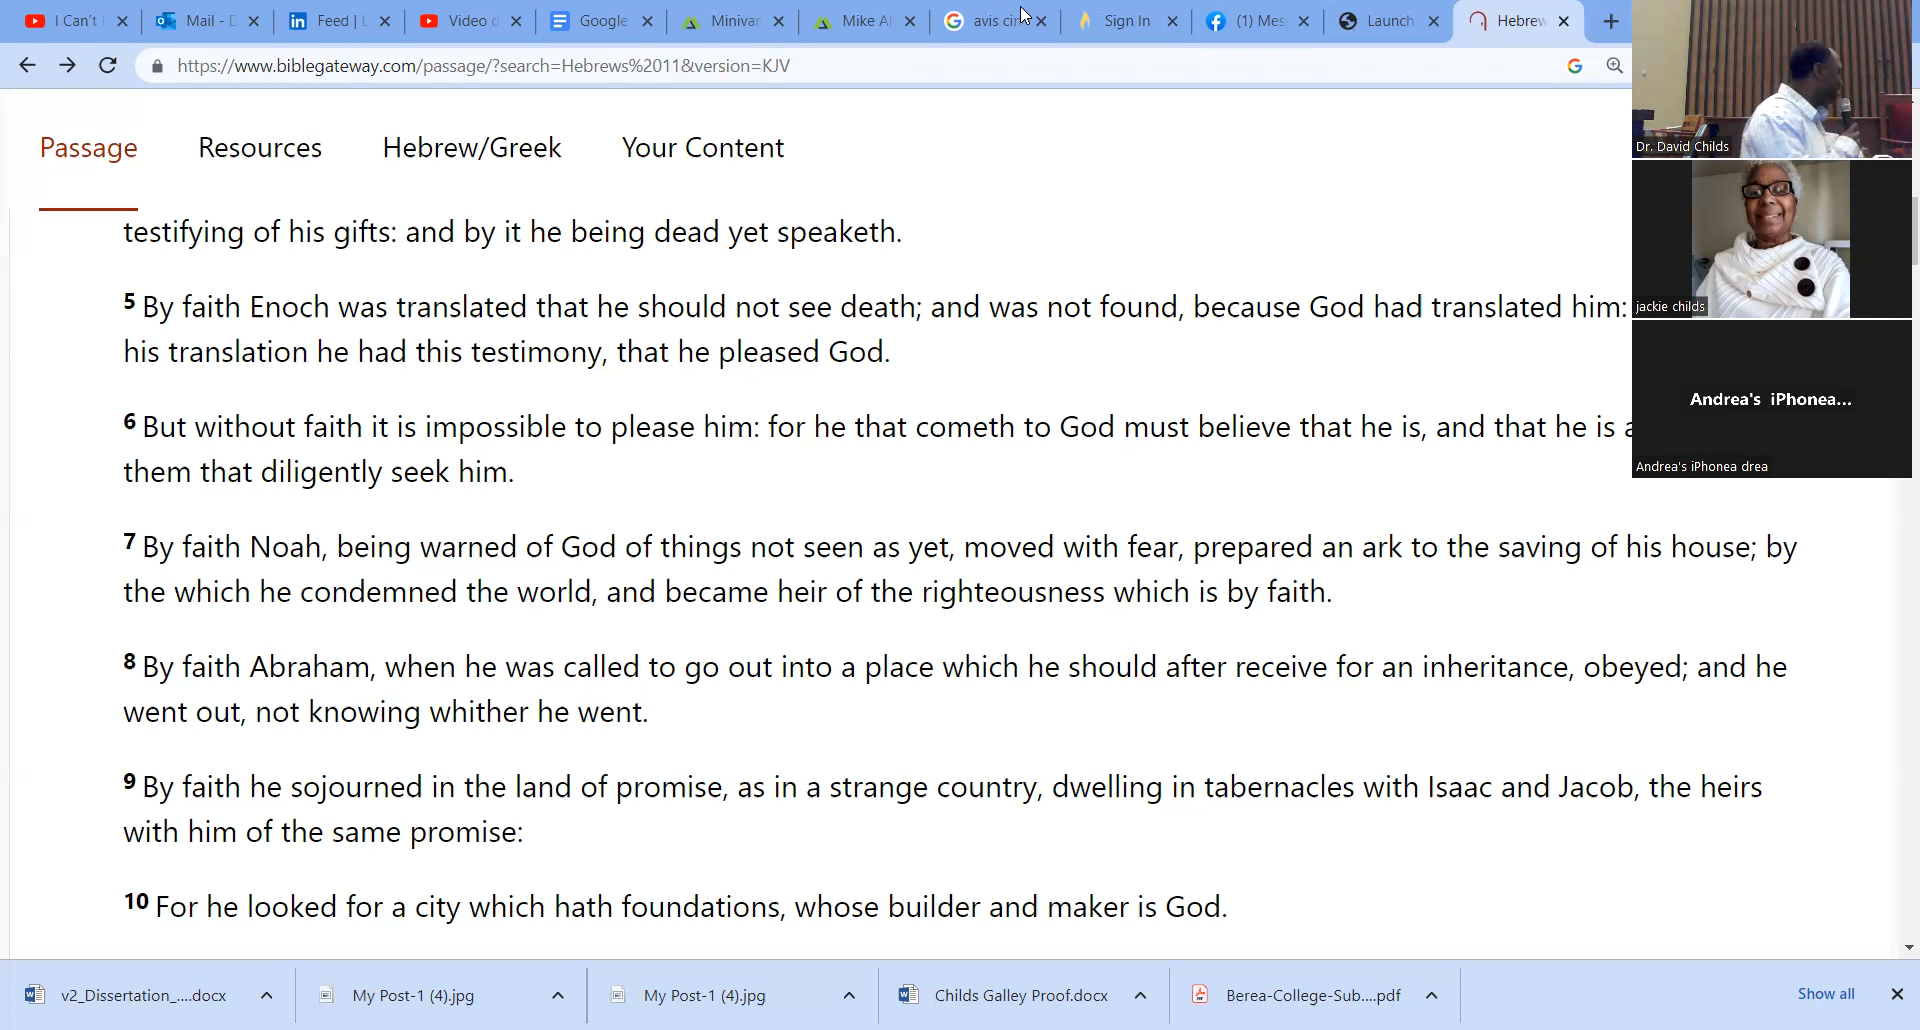 I Can't
Mail - D
Feed | L
Video c
Google
Minivan
Mike Al
avis cin
Sign In
(1) Mes
Launch
Hebrew
https://www.biblegateway.com/passage/?search=Hebrews%2011&version=KJV
Passage
Resources
Hebrew/Greek
Your Content
testifying of his gifts: and by it he being dead yet speaketh.
5 By faith Enoch was translated that he should not see death; and was not found, because God had translated him:
his translation he had this testimony, that he pleased God.
6 But without faith it is impossible to please him: for he that cometh to God must believe that he is, and that he is a
them that diligently seek him.
7 By faith Noah, being warned of God of things not seen as yet, moved with fear, prepared an ark to the saving of his house; by
the which he condemned the world, and became heir of the righteousness which is by faith.
8 By faith Abraham, when he was called to go out into a place which he should after receive for an inheritance, obeyed; and he
went out, not knowing whither he went.
9 By faith he sojourned in the land of promise, as in a strange country, dwelling in tabernacles with Isaac and Jacob, the heirs
with him of the same promise:
10 For he looked for a city which hath foundations, whose builder and maker is God.
Dr. David Childs
jackie childs
Andrea's iPhonea...
Andrea's iPhonea drea
v2_Dissertation_....docx
My Post-1 (4).jpg
My Post-1 (4).jpg
Childs Galley Proof.docx
Berea-College-Sub....pdf
Show all